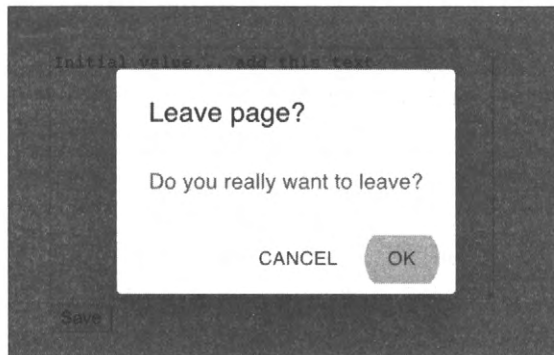 Initial value... add this text
Leave page?
Do you really want to leave?
CANCEL OK
Save